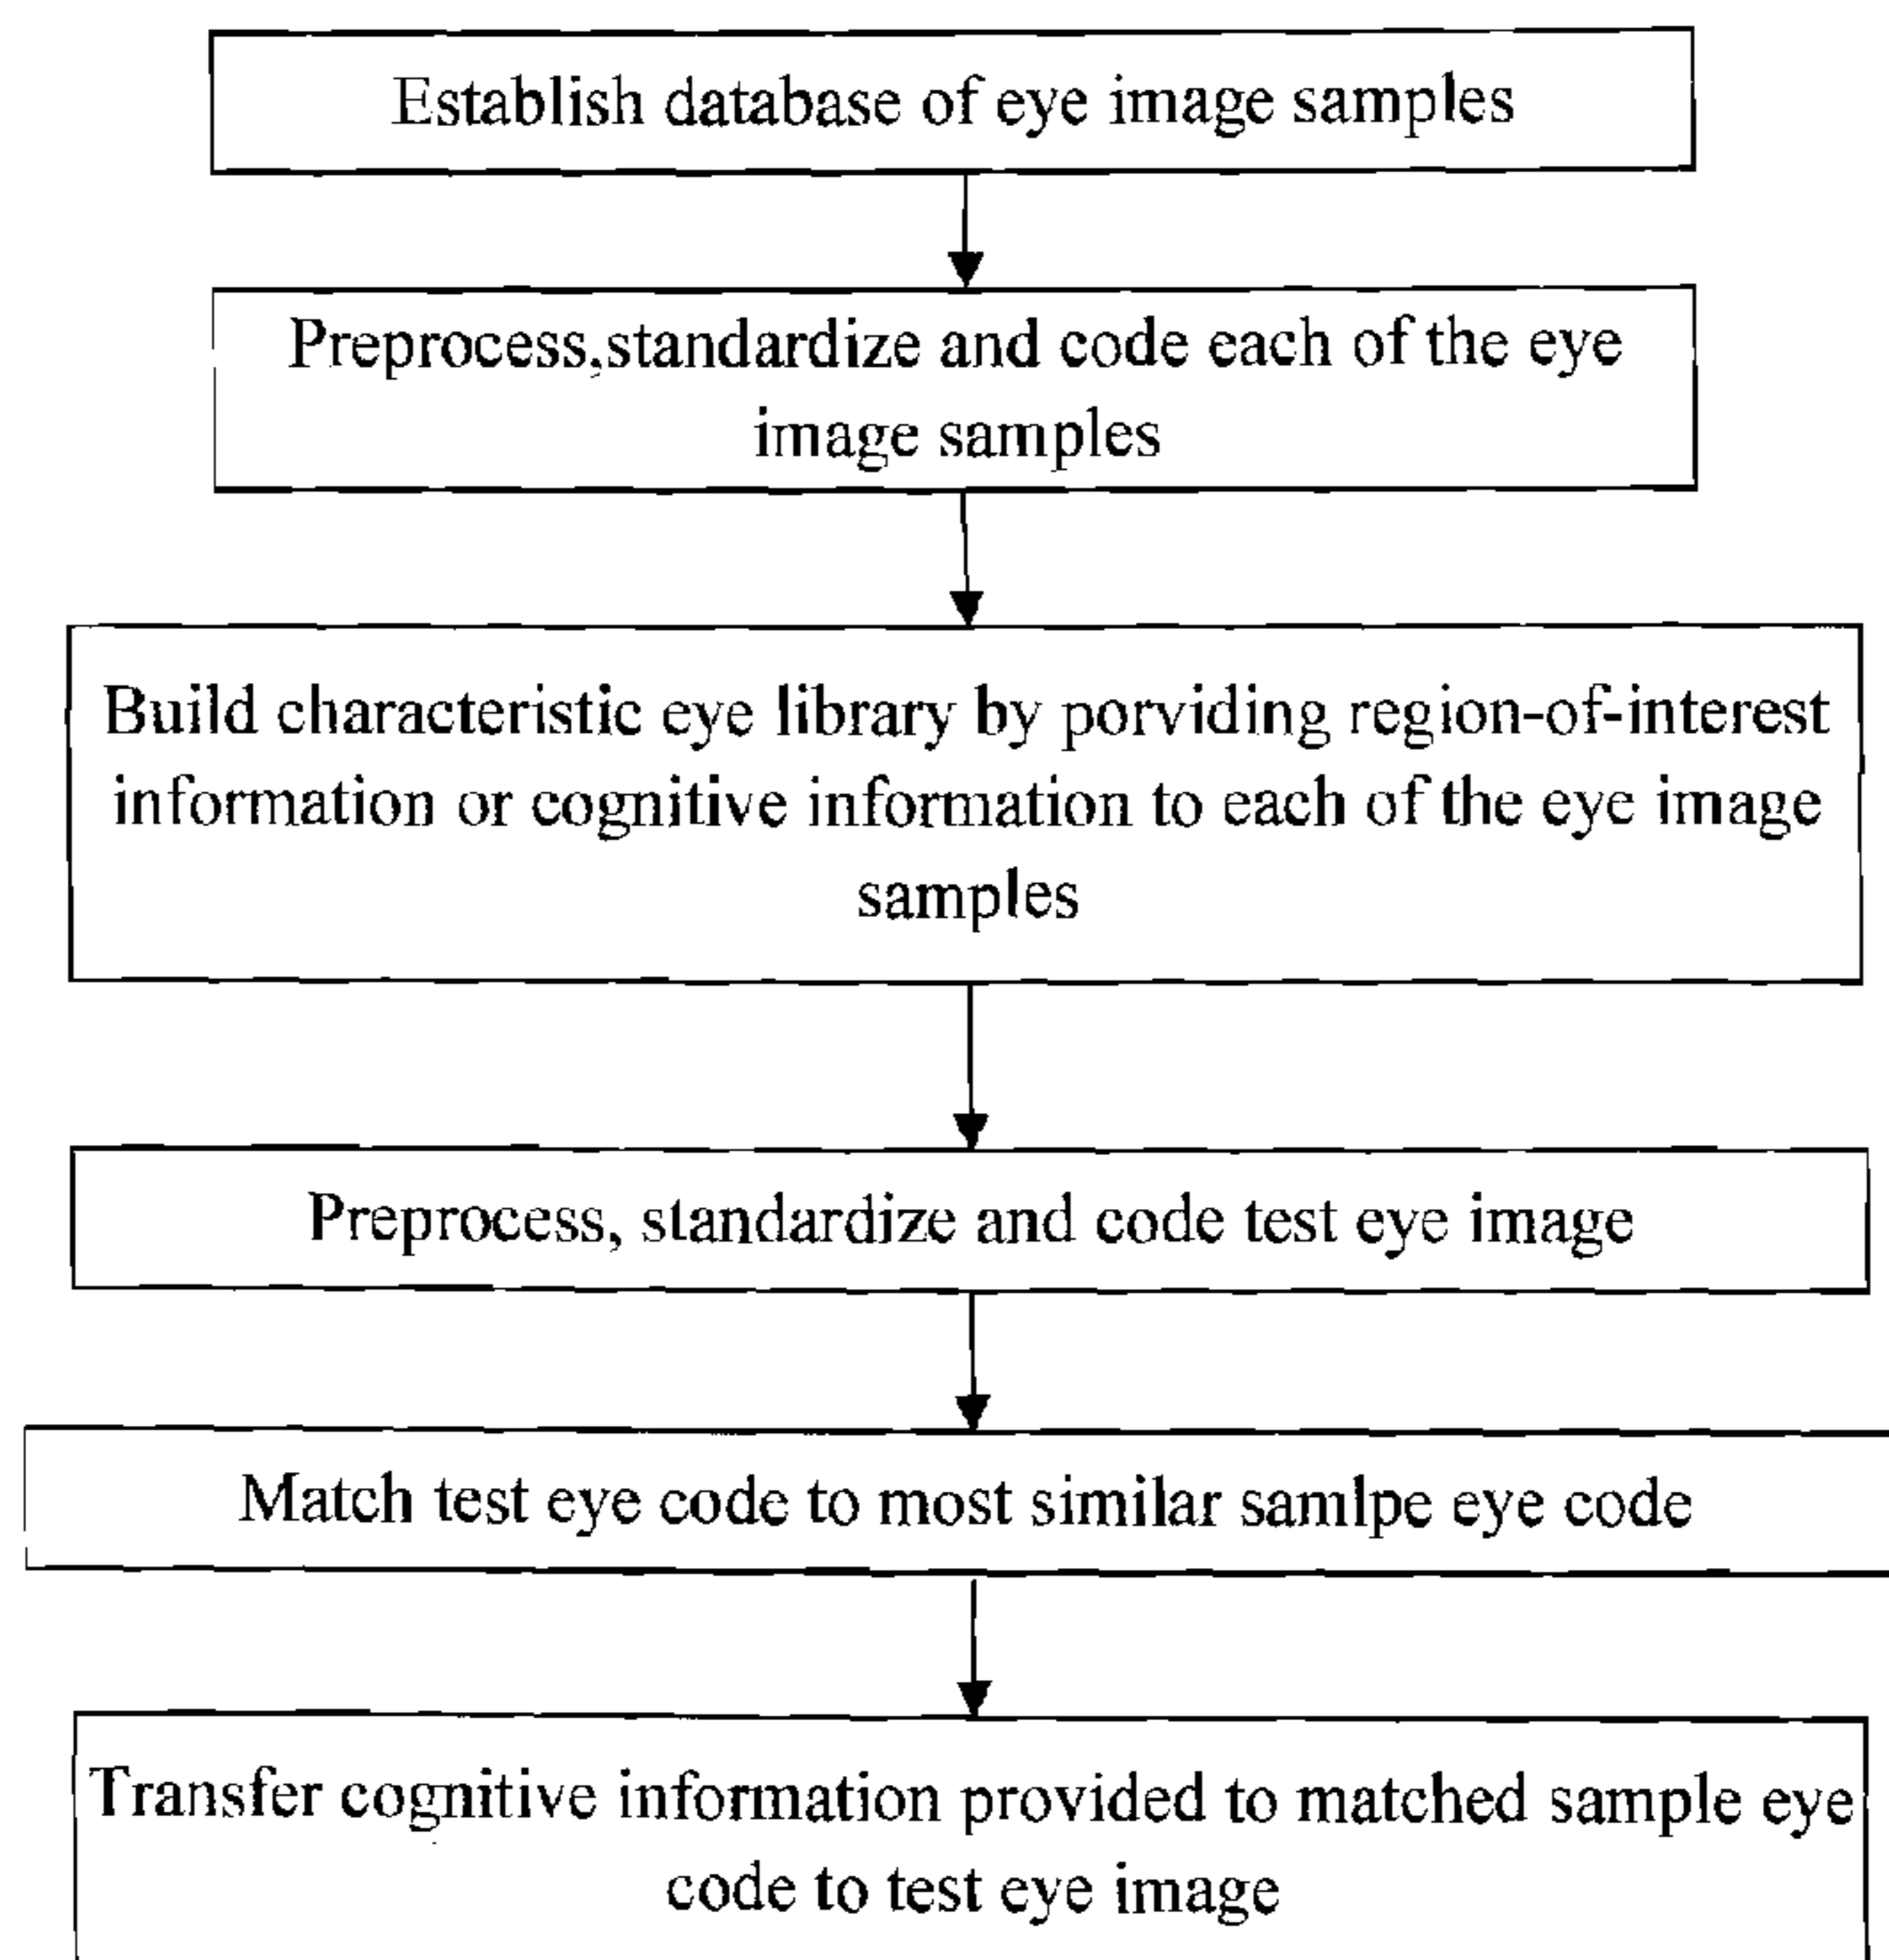 Establish database of eye image samples
Preprocess,standardize and code each of the eye
image samples
Build characteristic eye library by porviding region-of-interest
information or cognitive information to each of the eye image
samples
Preprocess, standardize and code test eye image
Match test eye code to most similar samlpe eye code
Transfer cognitive information provided to matched sample eye
code to test eye image